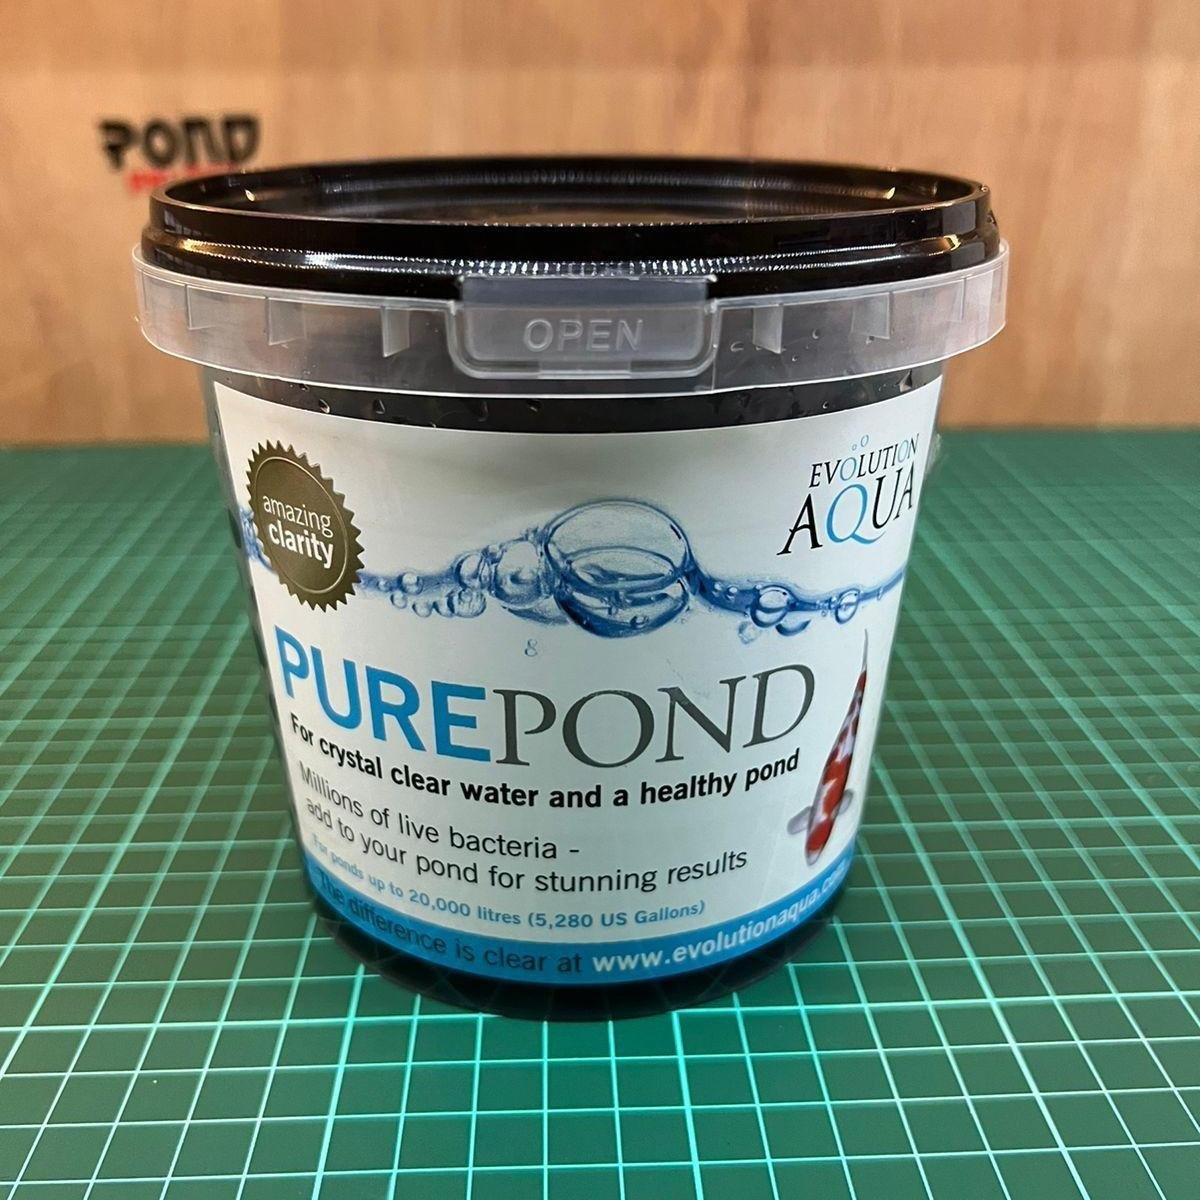 POND
OPEN
amazing
clarity
EVOLUTION
AQUA
PUREPOND
For crystal clear water and a healthy pond
Millions of live bacteria -
add to your pond for stunning results
For ponds up to 20,000 litres (5,280 US Gallons)
The difference is clear at www.evolutionaqua.com